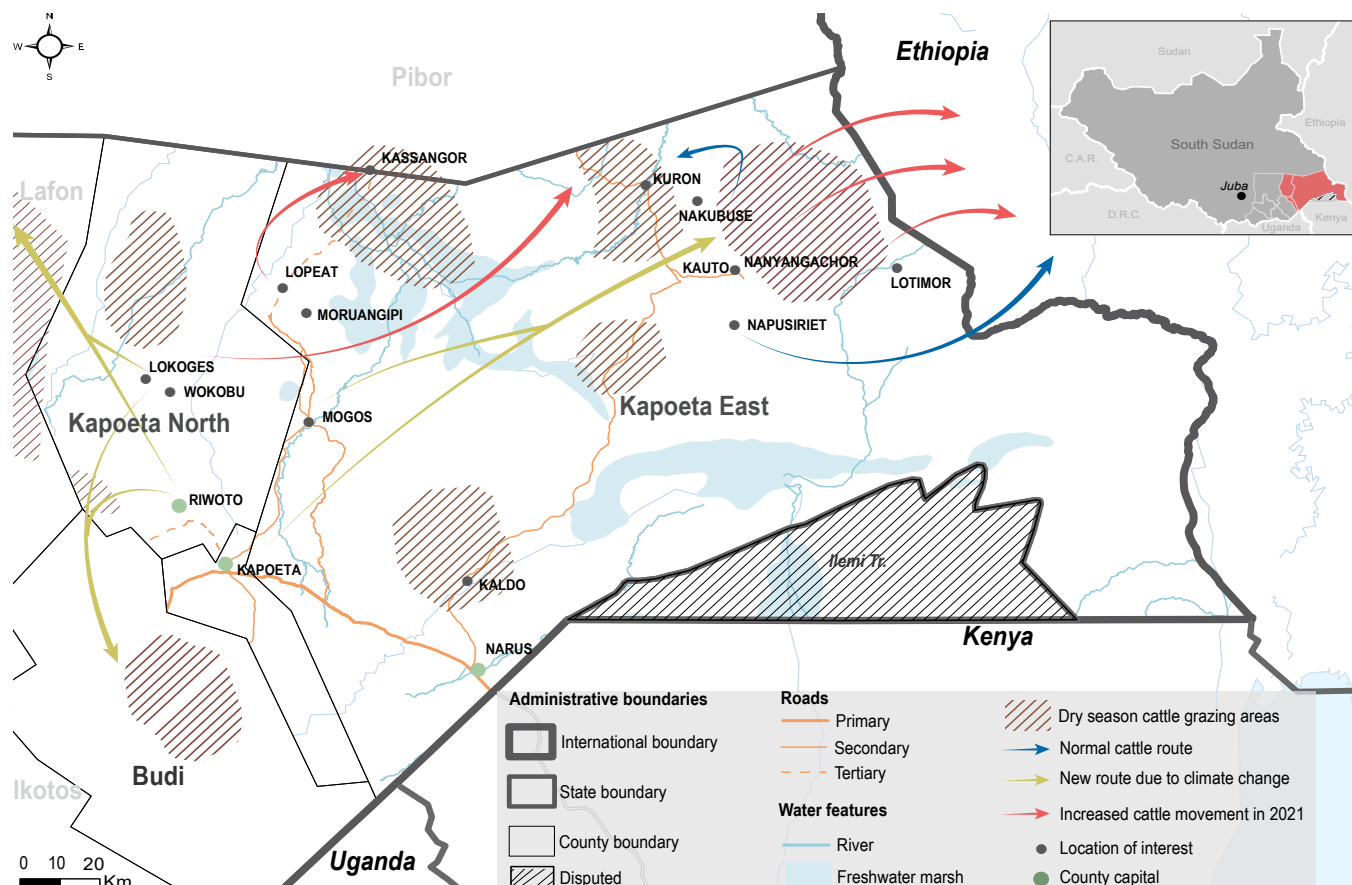 N
W
E
S
Pibor
Ethiopia
Sudan
Ethiopia
South Sudan
C.A.R.
Juba
D.R.C.
Kenya
Uganda
KASSANGOR
KURON
Lafon
NAKUBUSE
LOPEAT
KAUTO
NANYANGACHOR
LOTIMOR
MORUANGIPI
NAPUSIRIET
LOKOGES
WOKOBU
Kapoeta North
Kapoeta East
MOGOS
RIWOTO
Ilemi Tr.
KAPOETA
KALDO
Kenya
NARUS
Budi
Ikotos
Uganda
0 10 20
Km
Administrative boundaries
International boundary
State boundary
County boundary
Disputed
Roads
Primary
Secondary
Tertiary
Water features
River
Freshwater marsh
Dry season cattle grazing areas
Normal cattle route
New route due to climate change
Increased cattle movement in 2021
Location of interest
County capital